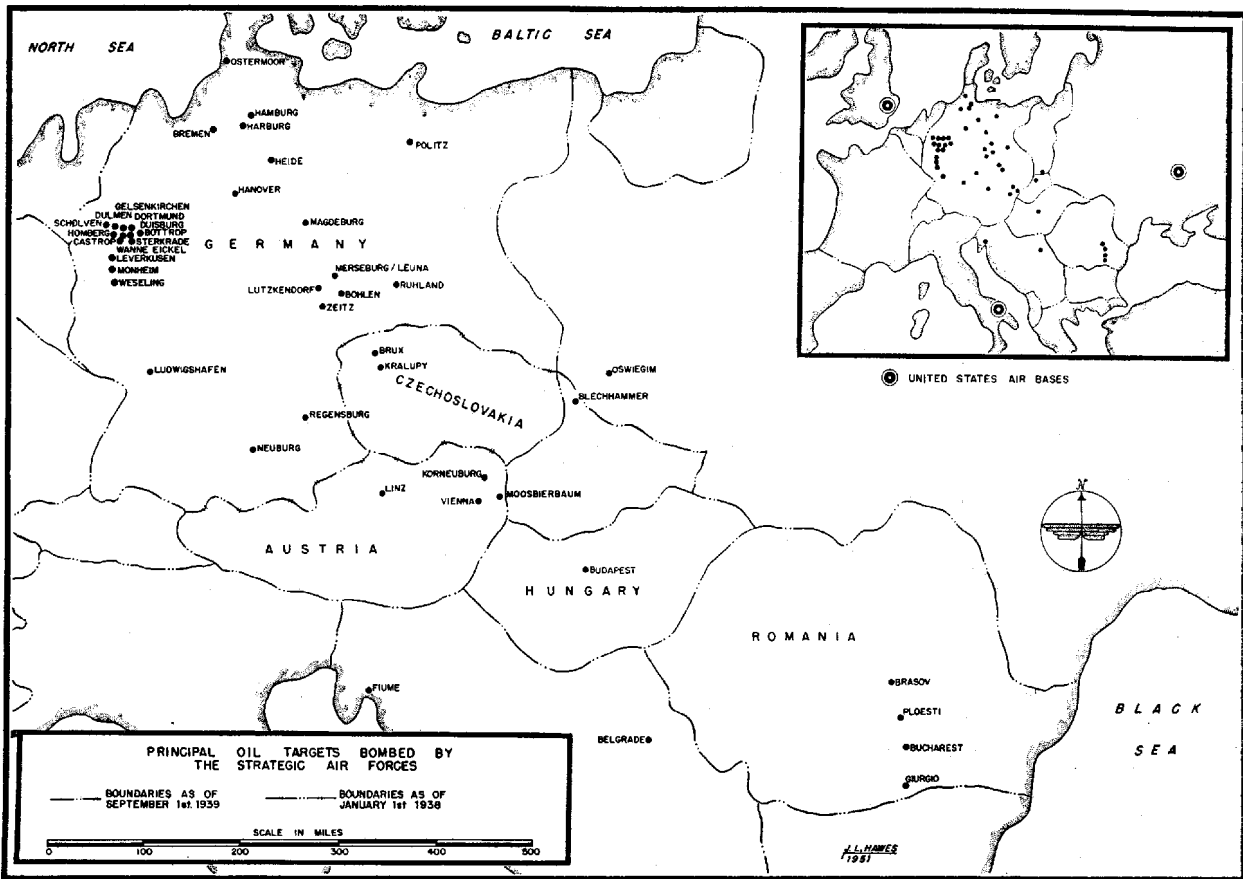 NORTH SEA
BALTIC SEA
OSTERMOOR
HAMBURG
HARBURG
BREMEN
POLITZ
HEIDE
HANOVER
GELSENKIRCHEN
DULMEN DORTMUND
SCHOLVEN DUISBURG
HOMBERG BOTTROP
CASTROP STERKRADE
WANNE EICKEL
LEVERKUSEN
MONHEIM
WESELING
MAGDEBURG
GERMANY
MERSEBURG / LEUNA
LUTZKENDORF
BOHLEN
RUHLAND
ZEITZ
BRUX
KRALUPY
CZECHOSLOVAKIA
LUDWIGSHAFEN
OSWIEGIM
BLECHHAMMER
REGENSBURG
NEUBURG
KORNEUBURG
LINZ
VIENNA
MOOSBIERBAUM
AUSTRIA
BUDAPEST
HUNGARY
ROMANIA
FIUME
BELGRADE
BRASOV
PLOESTI
BUCHAREST
GIURGIO
BLACK
SEA
UNITED STATES AIR BASES
N
PRINCIPAL OIL TARGETS BOMBED BY
THE STRATEGIC AIR FORCES
BOUNDARIES AS OF
SEPTEMBER 1st. 1939
BOUNDARIES AS OF
JANUARY 1st 1938
SCALE IN MILES
0 100 200 300 400 500
J.L. HAWES
1951